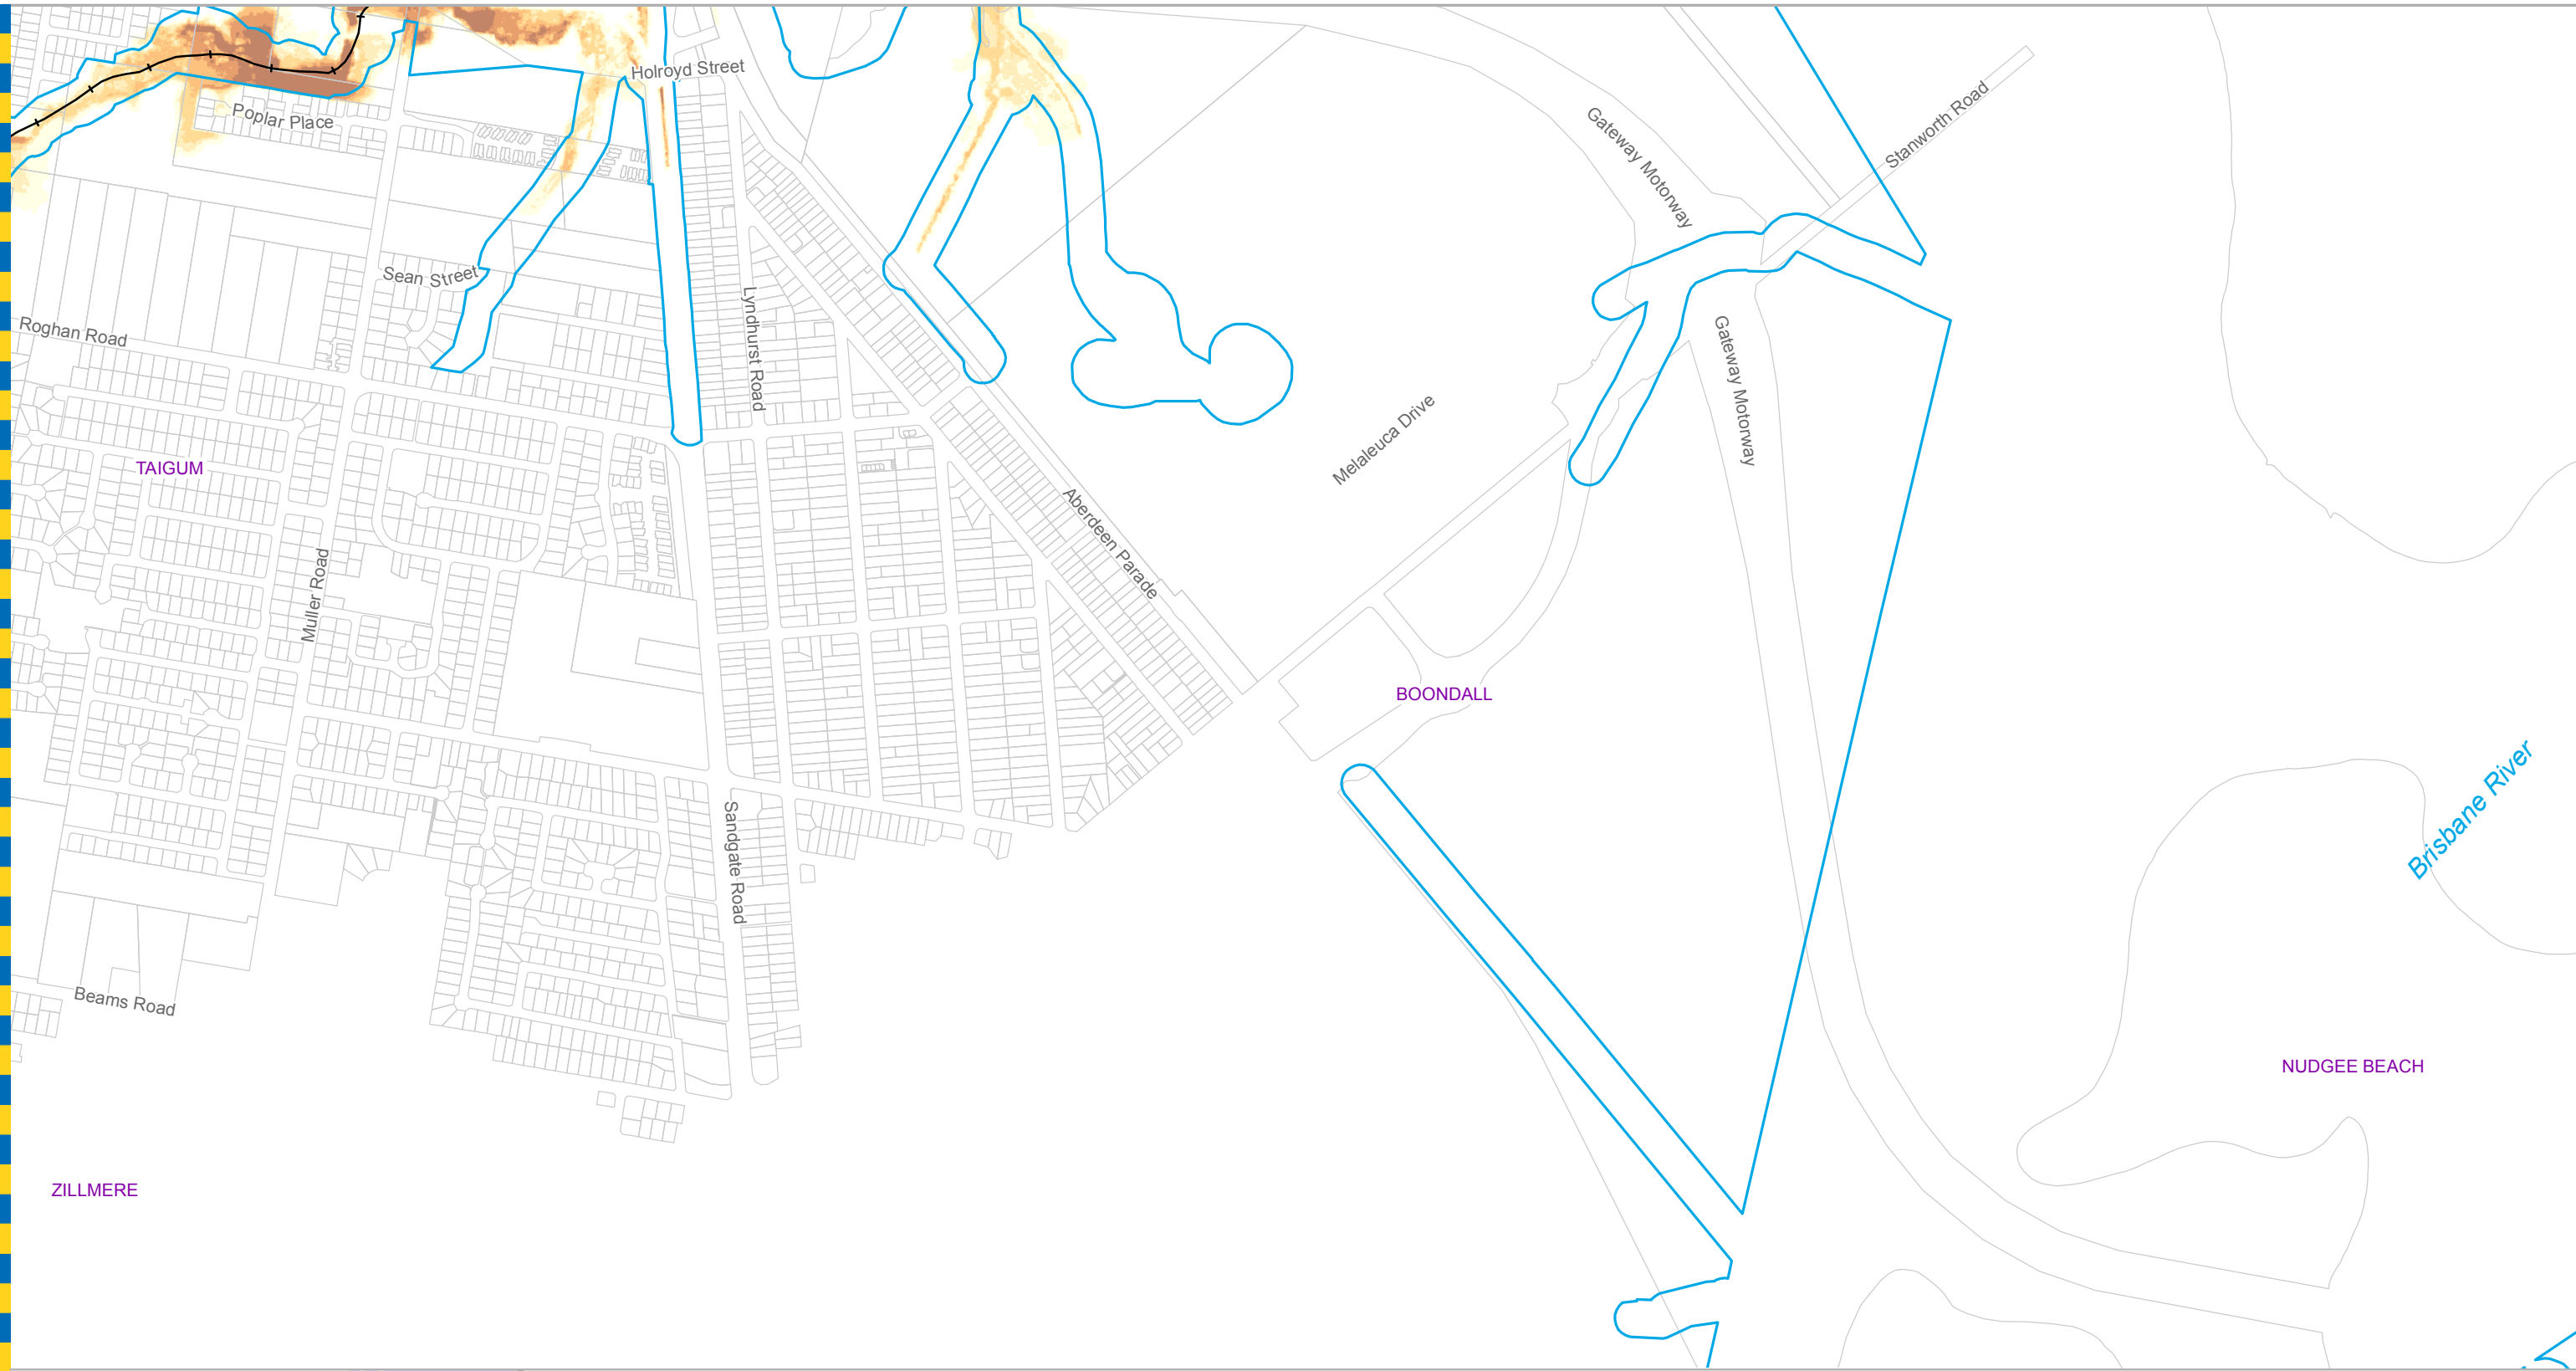 Holroyd Street
Poplar Place
Gateway Motorway
Stanworth Road
Sean Street
Roghan Road
Lyndhurst Road
Gateway Motorway
Melaleuca Drive
TAIGUM
Aberdeen Parade
Muller Road
BOONDALL
Sandgate Road
Brisbane River
Beams Road
NUDGEE BEACH
ZILLMERE